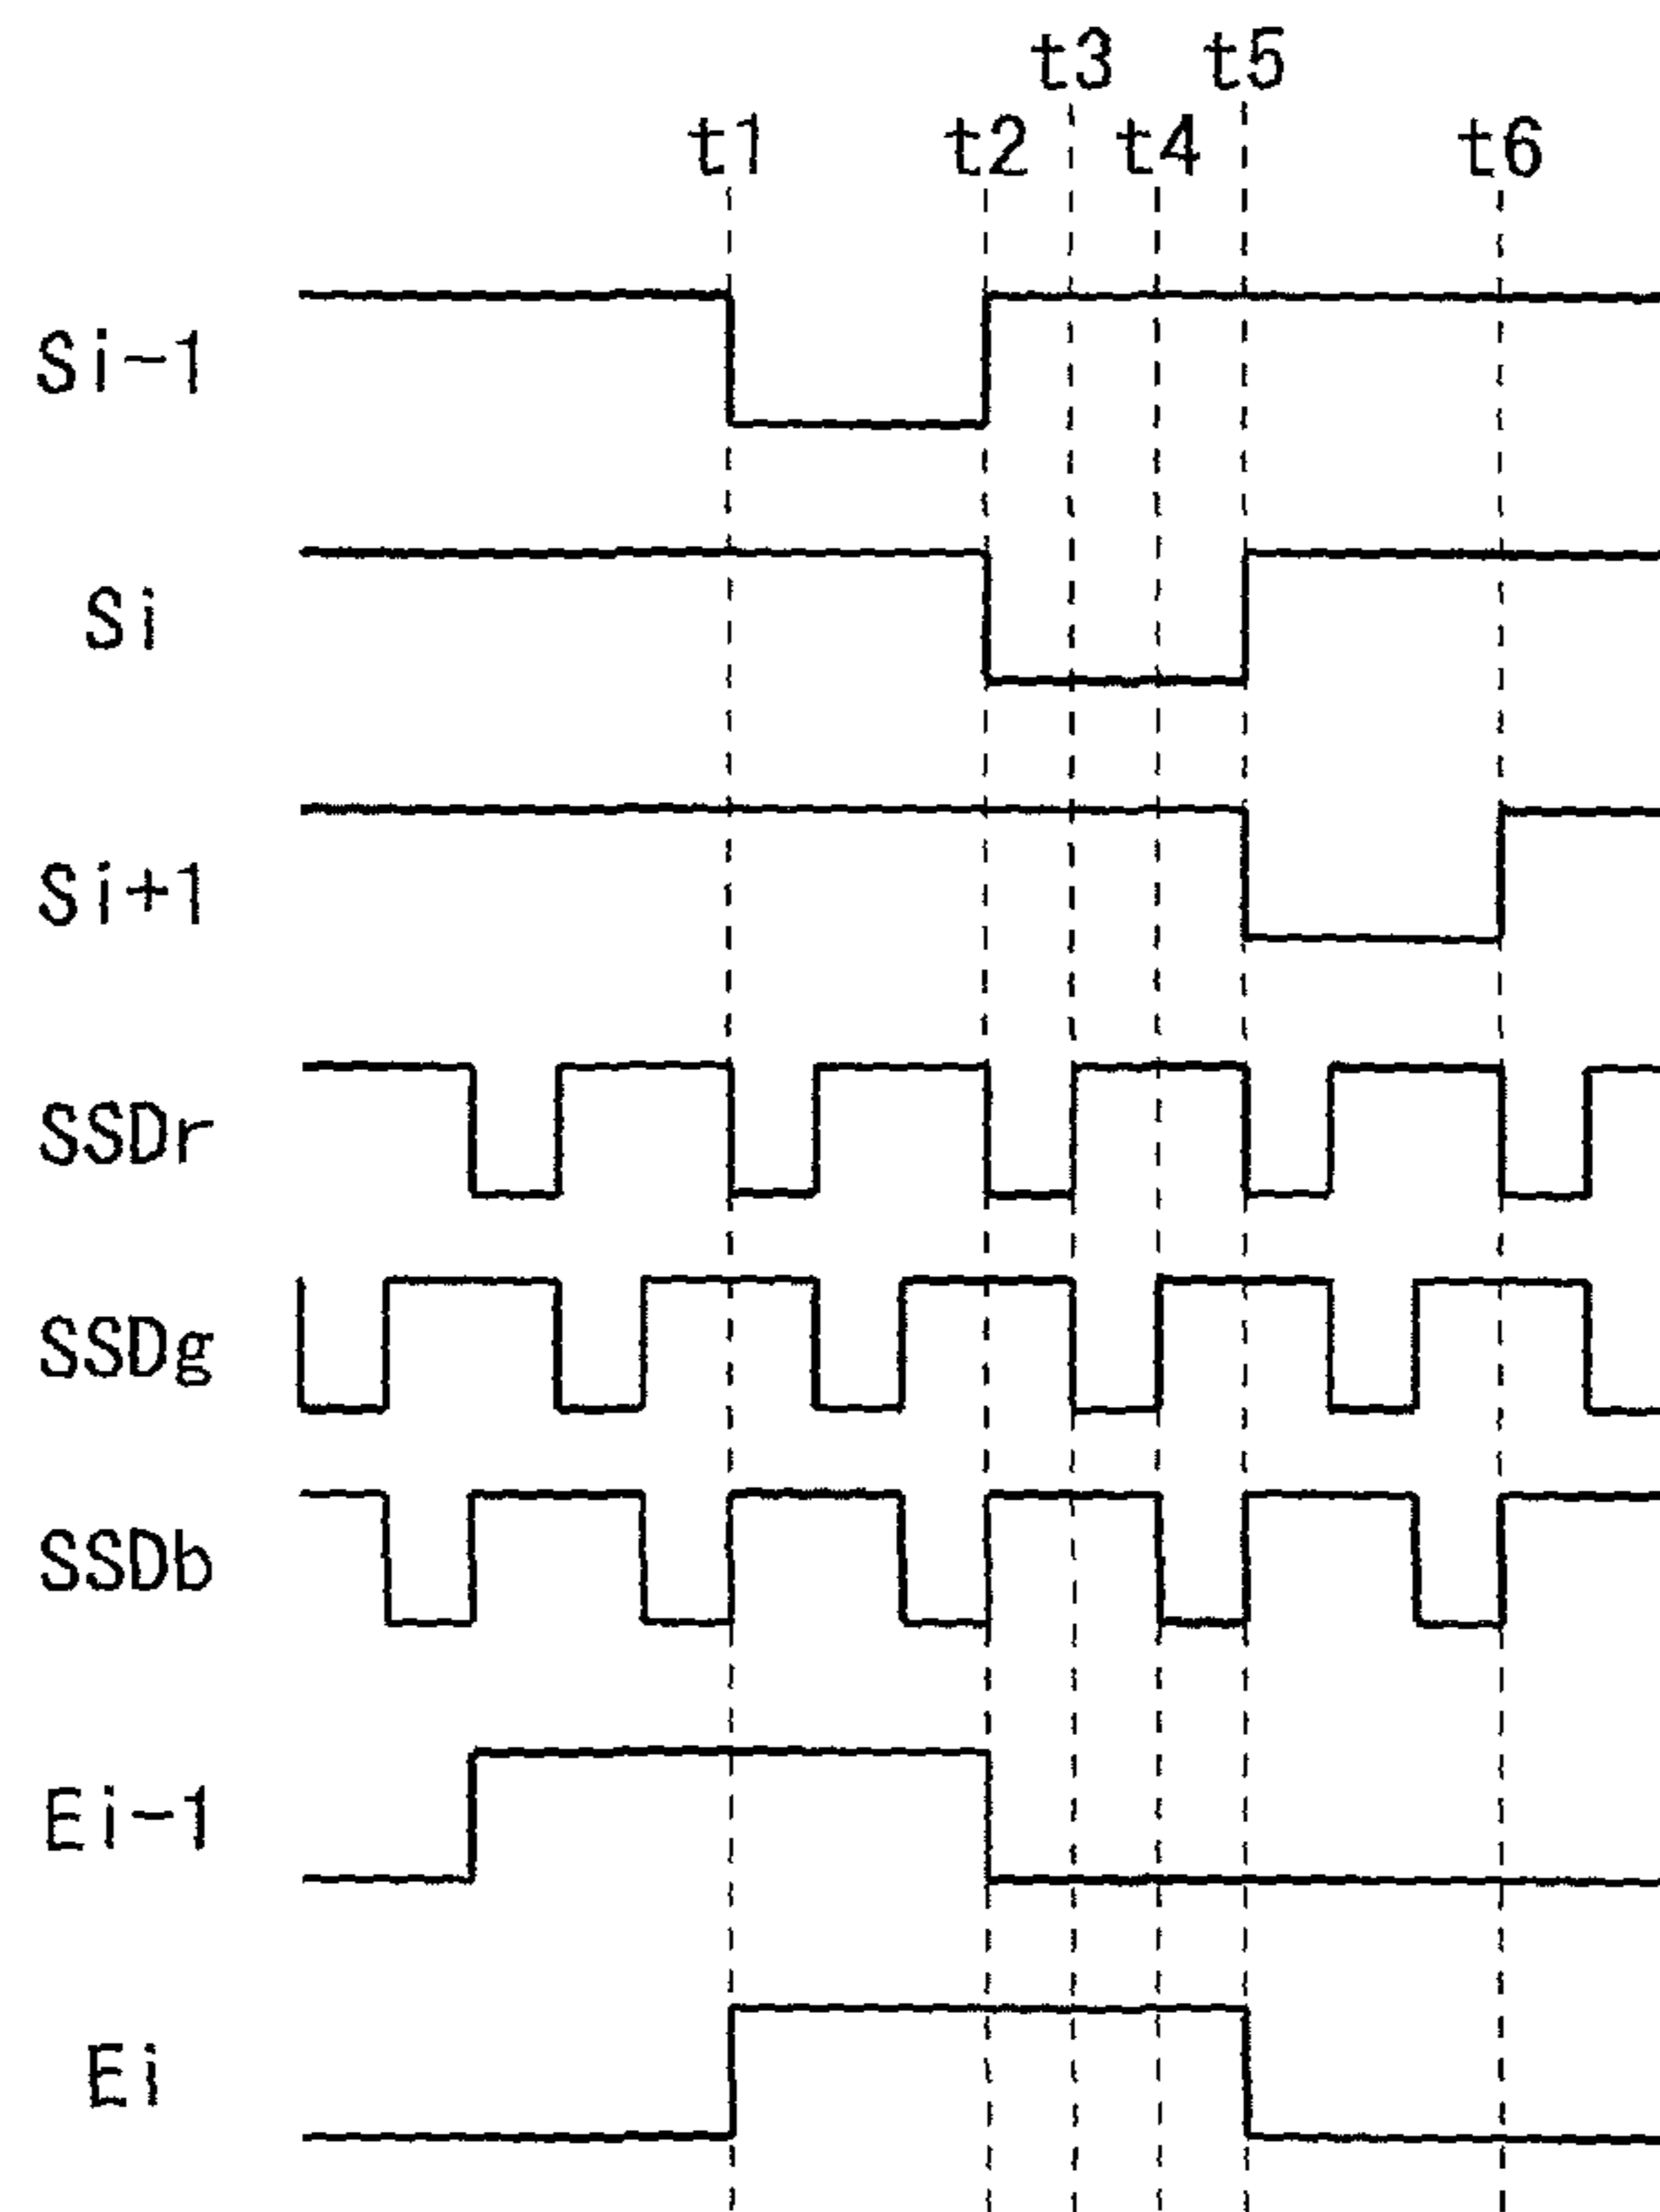 t3 t5
t1 t2 t4 t6
Si-1
Si
Si+1
SSDr
SSDg
SSDb
Ei-1
Ei